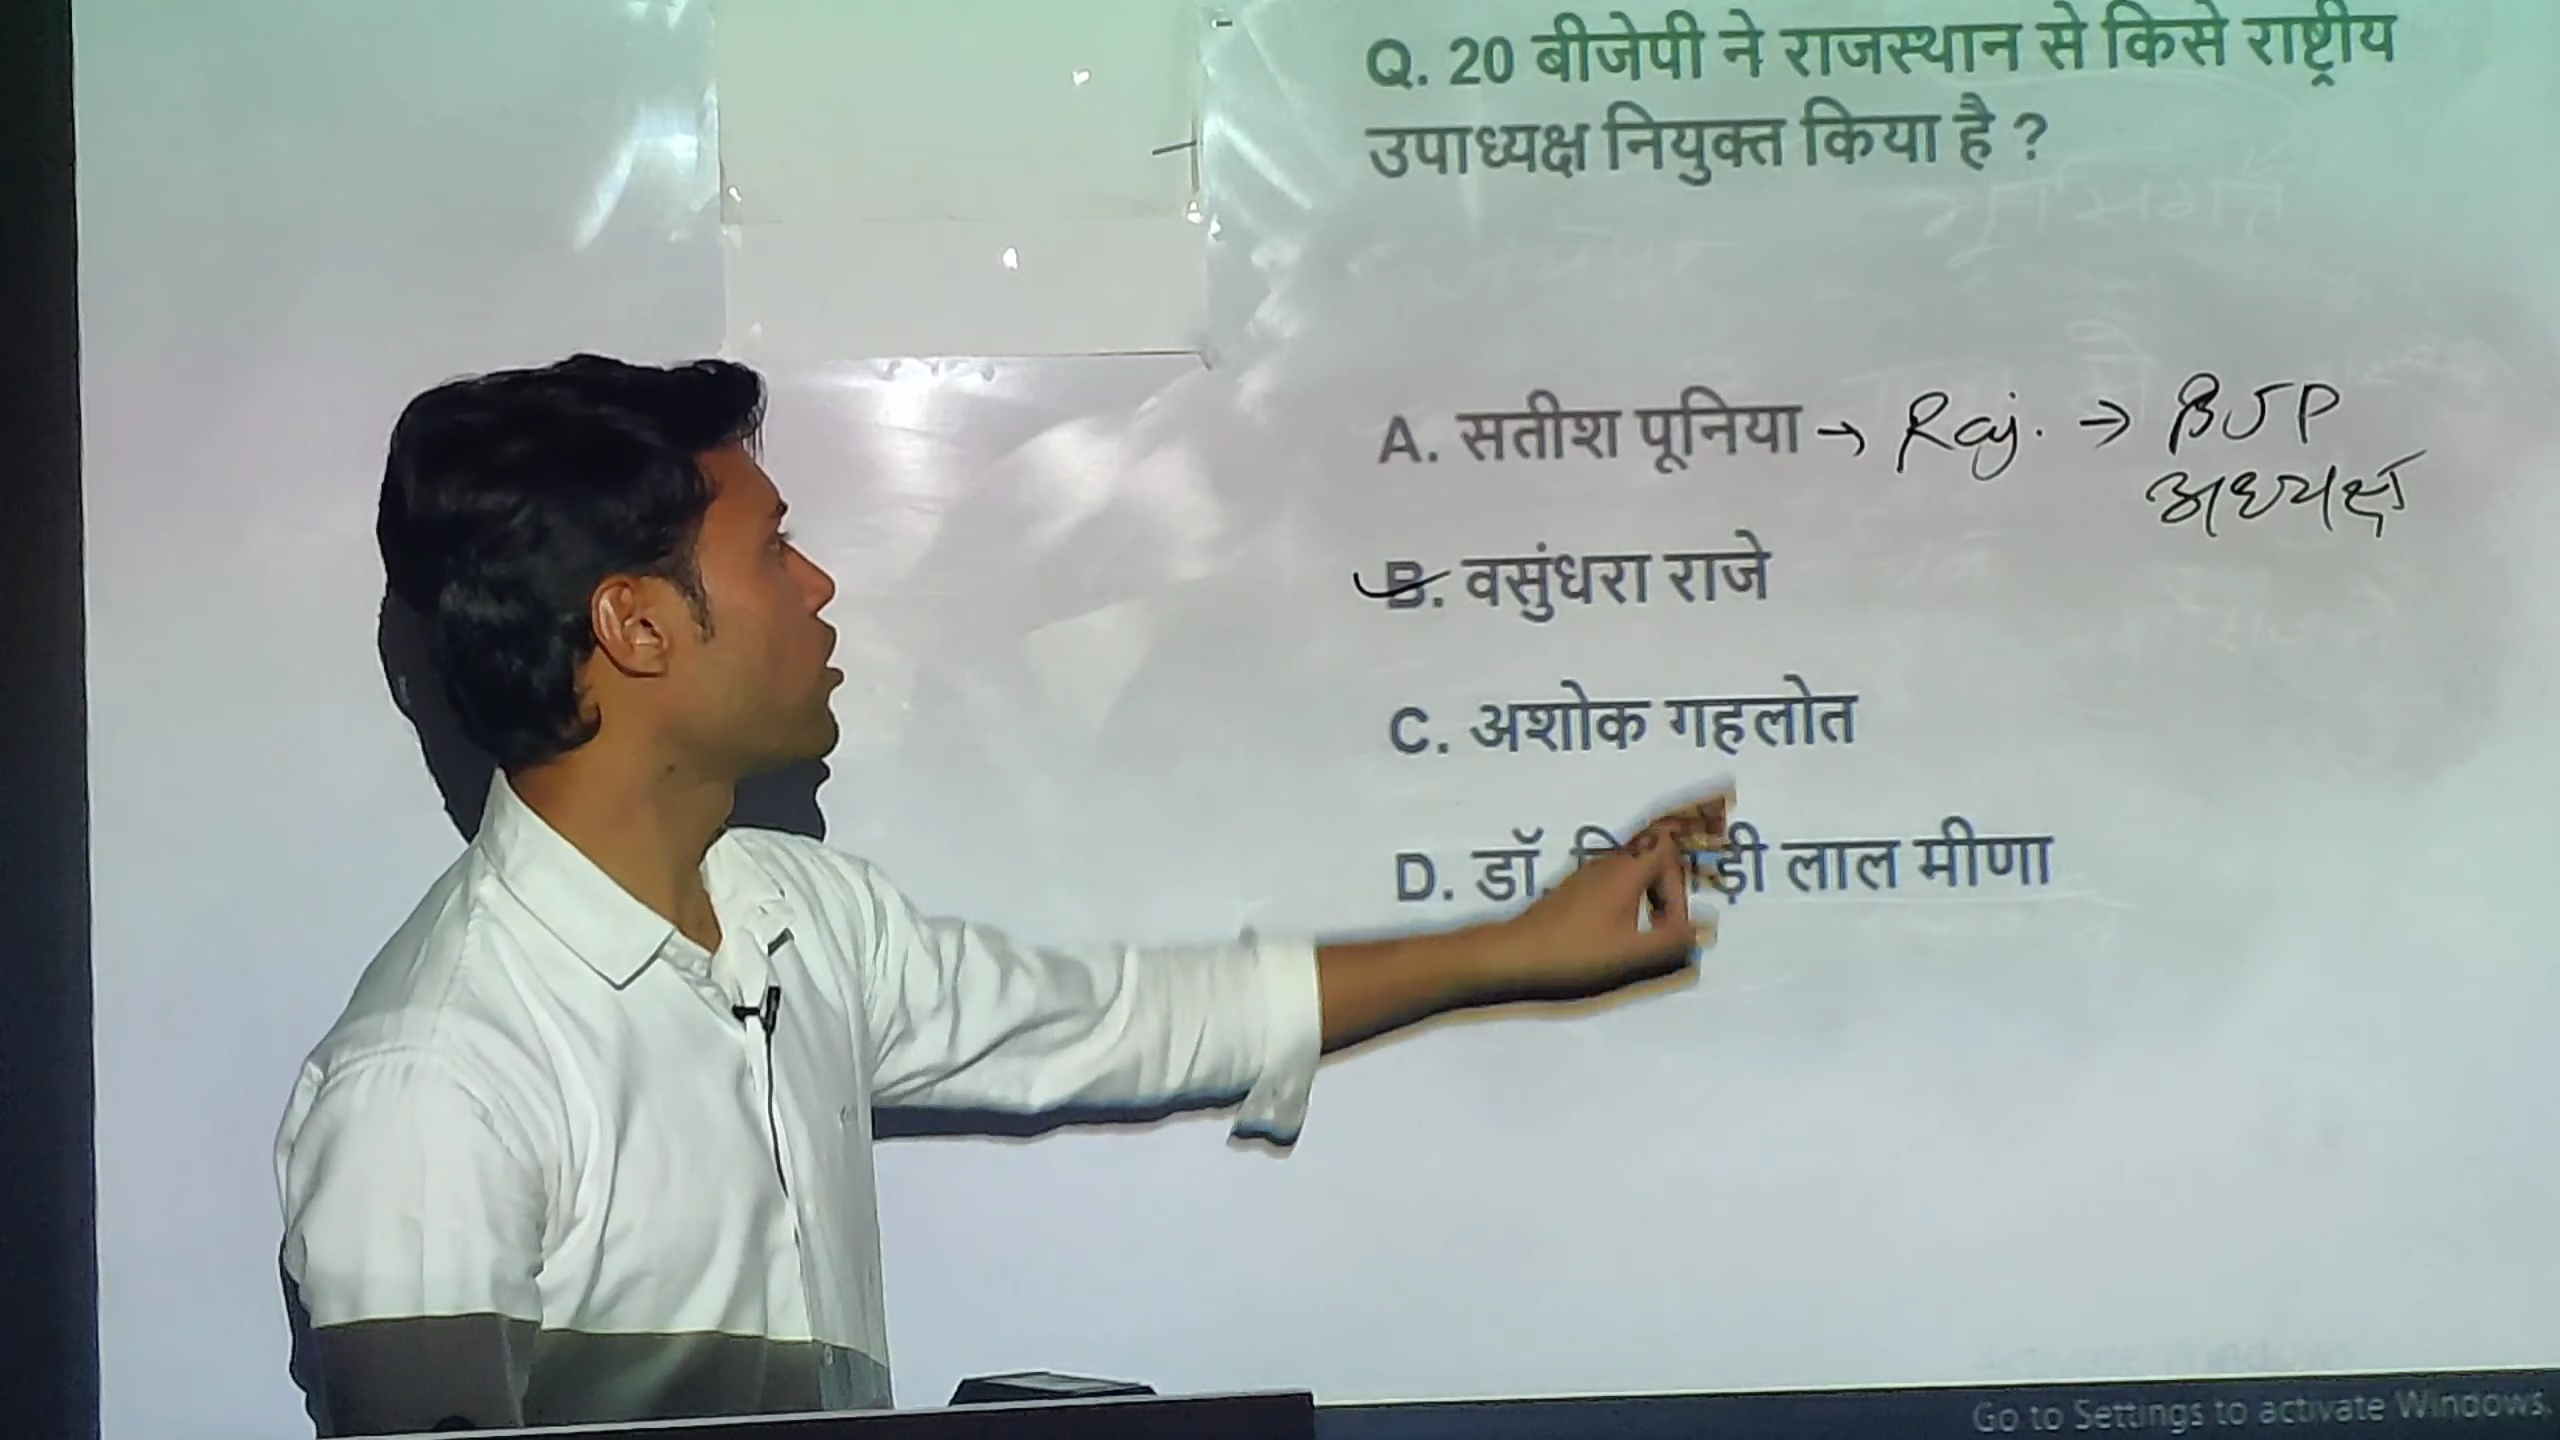 Q. 20 बीजेपी ने राजस्थान से किसे राष्ट्रीय
उपाध्यक्ष नियुक्त किया है ?
A. सतीश पूनिया → Raj. → BJP
अध्यक्ष
B. वसुंधरा राजे
C. अशोक गहलोत
D. डॉ. लाल मीणा
Go to Settings to activate Windows.